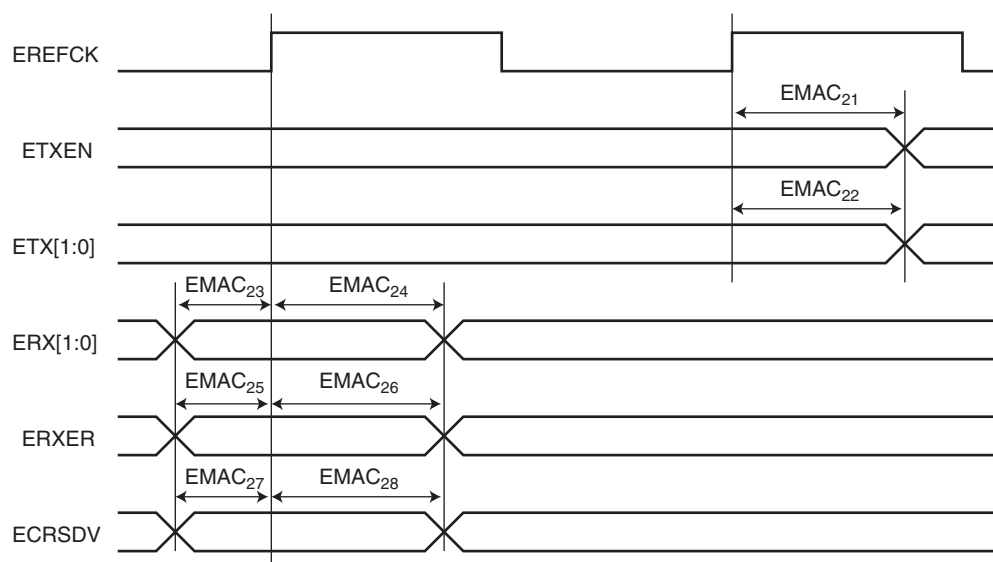 EREFCK
EMAC21
ETXEN
EMAC22
ETX[1:0]
EMAC23
EMAC24
ERX[1:0]
EMAC25
EMAC26
ERXER
EMAC27
EMAC28
ECRSDV